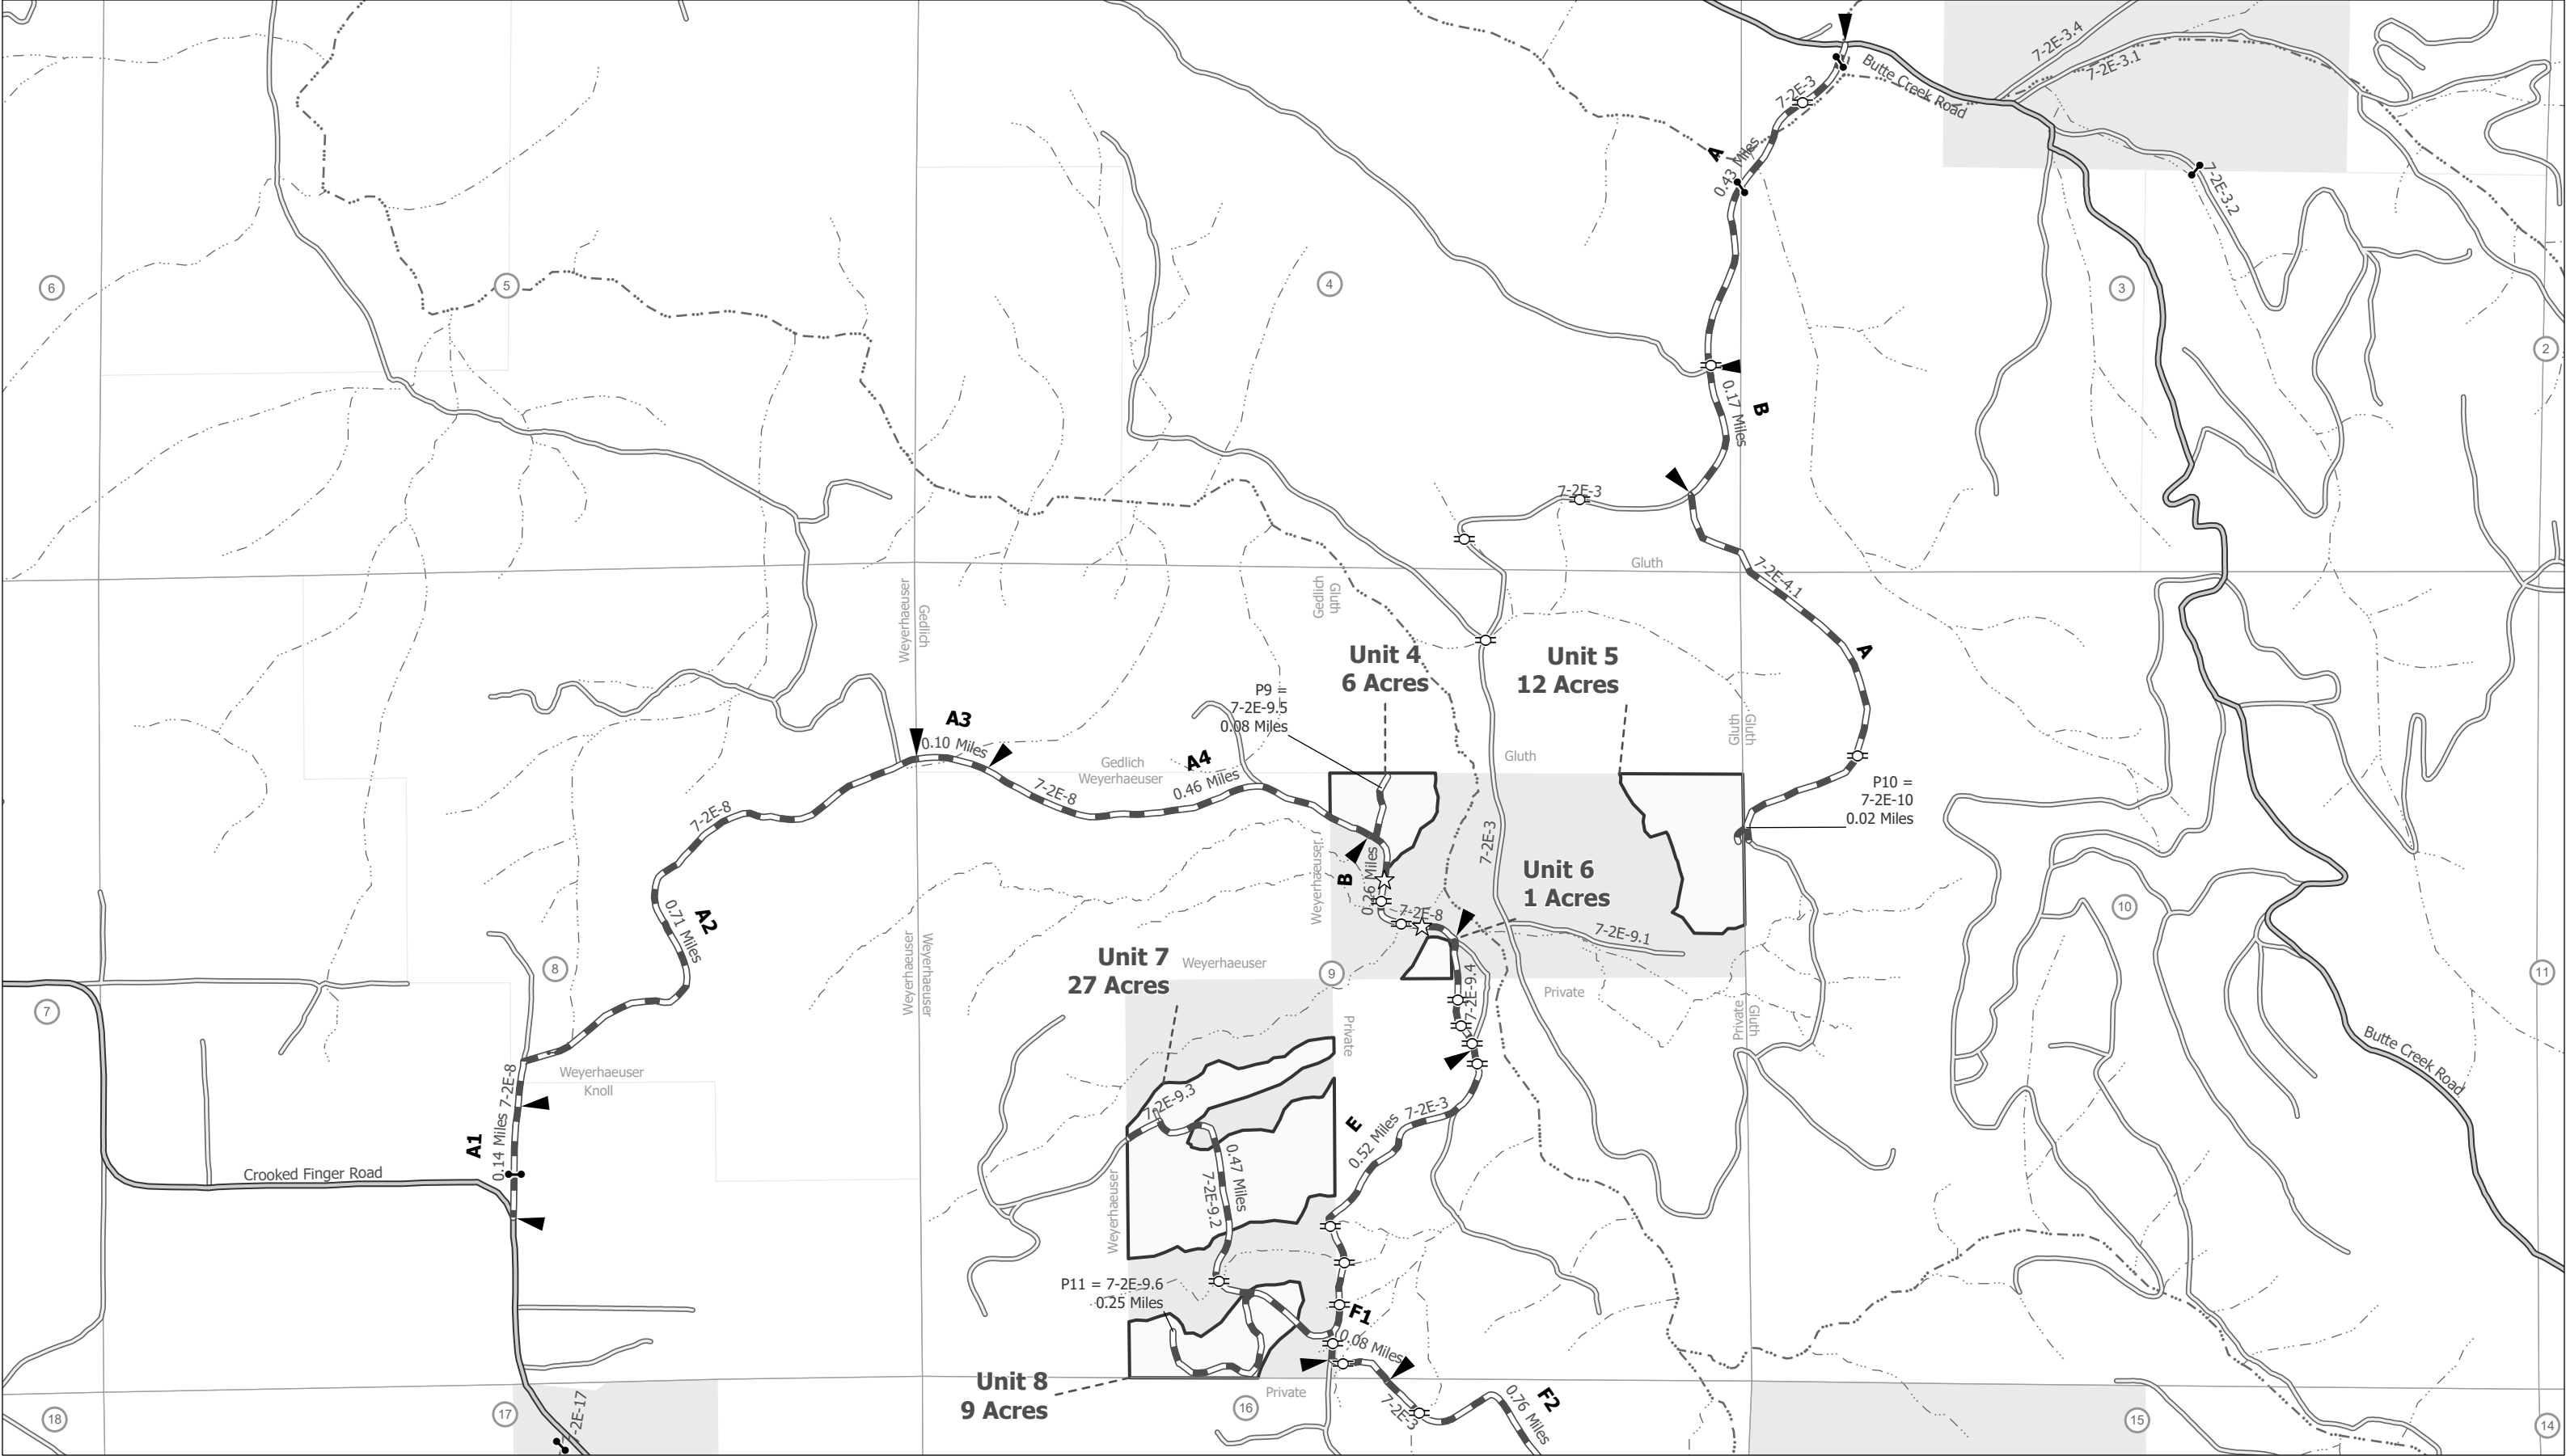 7-2E-3.4
7-2E-3.1
Butte Creek Road
7-2E-3
A
0.43 Miles
7-2E-3.2
6
5
4
3
2
B
0.17 Miles
7-2E-3
Gluth
7-2E-4.1
Weyerhaeuser
Gedlich
Gedlich
Gluth
A
Unit 4
6 Acres
Unit 5
12 Acres
P9 =
7-2E-9.5
0.08 Miles
A3
0.10 Miles
Gluth
Gluth
Gluth
Gedlich
Weyerhaeuser
A4
0.46 Miles
7-2E-8
7-2E-8
P10 =
7-2E-10
0.02 Miles
7-2E-3
Weyerhaeuser
B
0.26 Miles
Unit 6
1 Acres
7-2E-8
7-2E-9.1
A2
0.71 Miles
10
8
Weyerhaeuser
Weyerhaeuser
Unit 7
27 Acres
Weyerhaeuser
9
7-2E-9.4
Private
11
7
Private
Private
Gluth
Butte Creek Road
Weyerhaeuser
Knoll
7-2E-8
A1
0.14 Miles
7-2E-9.3
E
0.52 Miles
7-2E-3
Crooked Finger Road
Weyerhaeuser
0.47 Miles
7-2E-9.2
P11 = 7-2E-9.6
0.25 Miles
F1
0.08 Miles
Unit 8
9 Acres
Private
7-2E-3
0.76 Miles
F2
18
17
7-2E-17
16
15
14